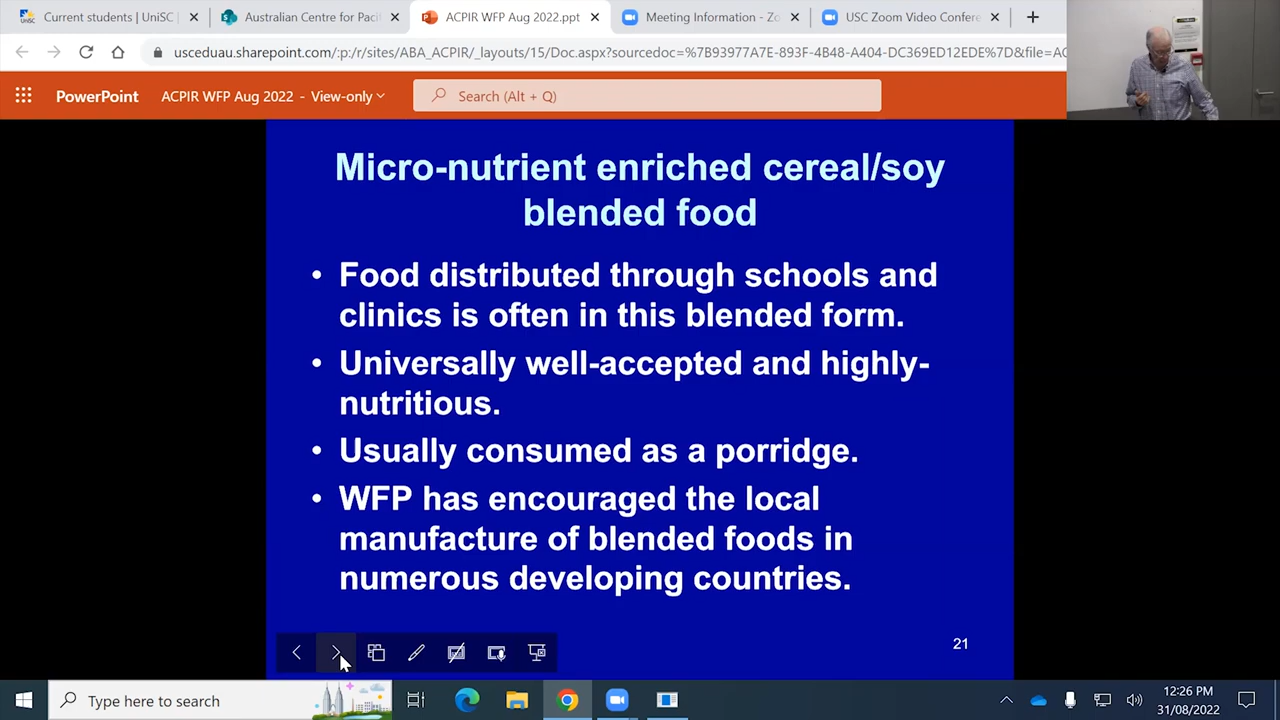 Current students | UniSC |
Australian Centre for Pacif
ACPIR WFP Aug 2022.ppt
Meeting Information - Zo
USC Zoom Video Confere
usceduau.sharepoint.com/:p:/r/sites/ABA_ACPIR/_layouts/15/Doc.aspx?sourcedoc=%7B93977A7E-893F-4B48-A404-DC369ED12EDE%7D&file=AC
PowerPoint
ACPIR WFP Aug 2022 - View-only
Search (Alt + Q)
Micro-nutrient enriched cereal/soy
blended food
• Food distributed through schools and
clinics is often in this blended form.
• Universally well-accepted and highly-
nutritious.
• Usually consumed as a porridge.
• WFP has encouraged the local
manufacture of blended foods in
numerous developing countries.
21
Type here to search
12:26 PM
31/08/2022